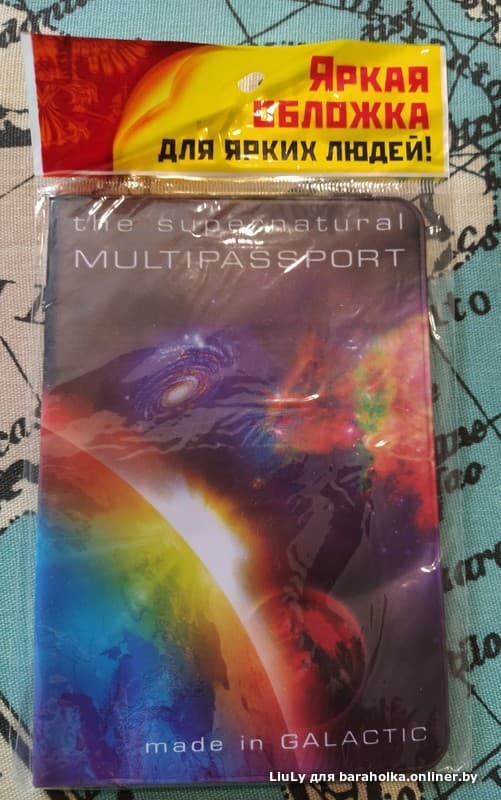 ЯРКАЯ
ОБЛОЖКА
ДЛЯ ЯРКИХ ЛЮДЕЙ!
the supernatural
MULTIPASSPORT
made in GALACTIC
LiuLy для baraholka.onliner.by